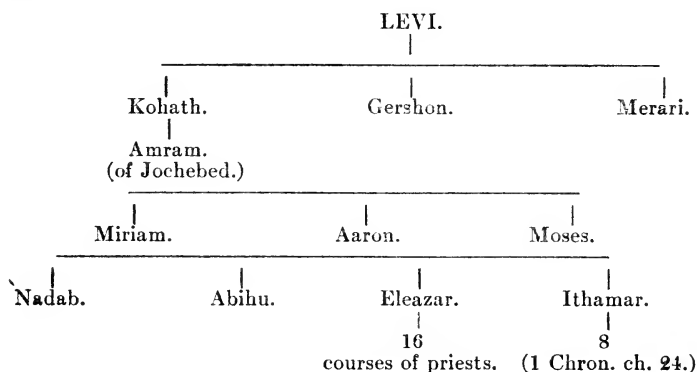 LEVI.
Kohath. Gershon. Merari.
Amram.
(of Jochebed.)
Miriam. Aaron. Moses.
Nadab. Abihu. Eleazar. Ithamar.
16 8
courses of priests. (1 Chron. ch. 24.)